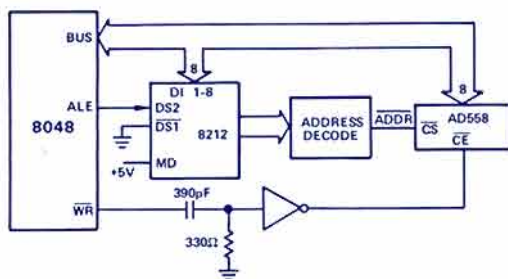 BUS
8
8
ALE
DI 1-8
DS2
DS1
8212
MD
+5V
8048
ADDRESS
DECODE
ADDR
AD558
CS
CE
390pF
WR
330Ω